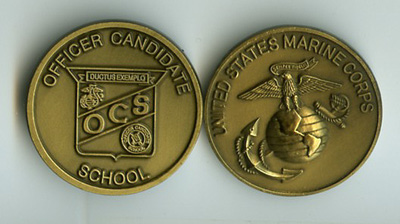 OFFICER CANDIDATE
DUCTUS EXEMPLO
OCS
SCHOOL
UNITED STATES MARINE CORPS